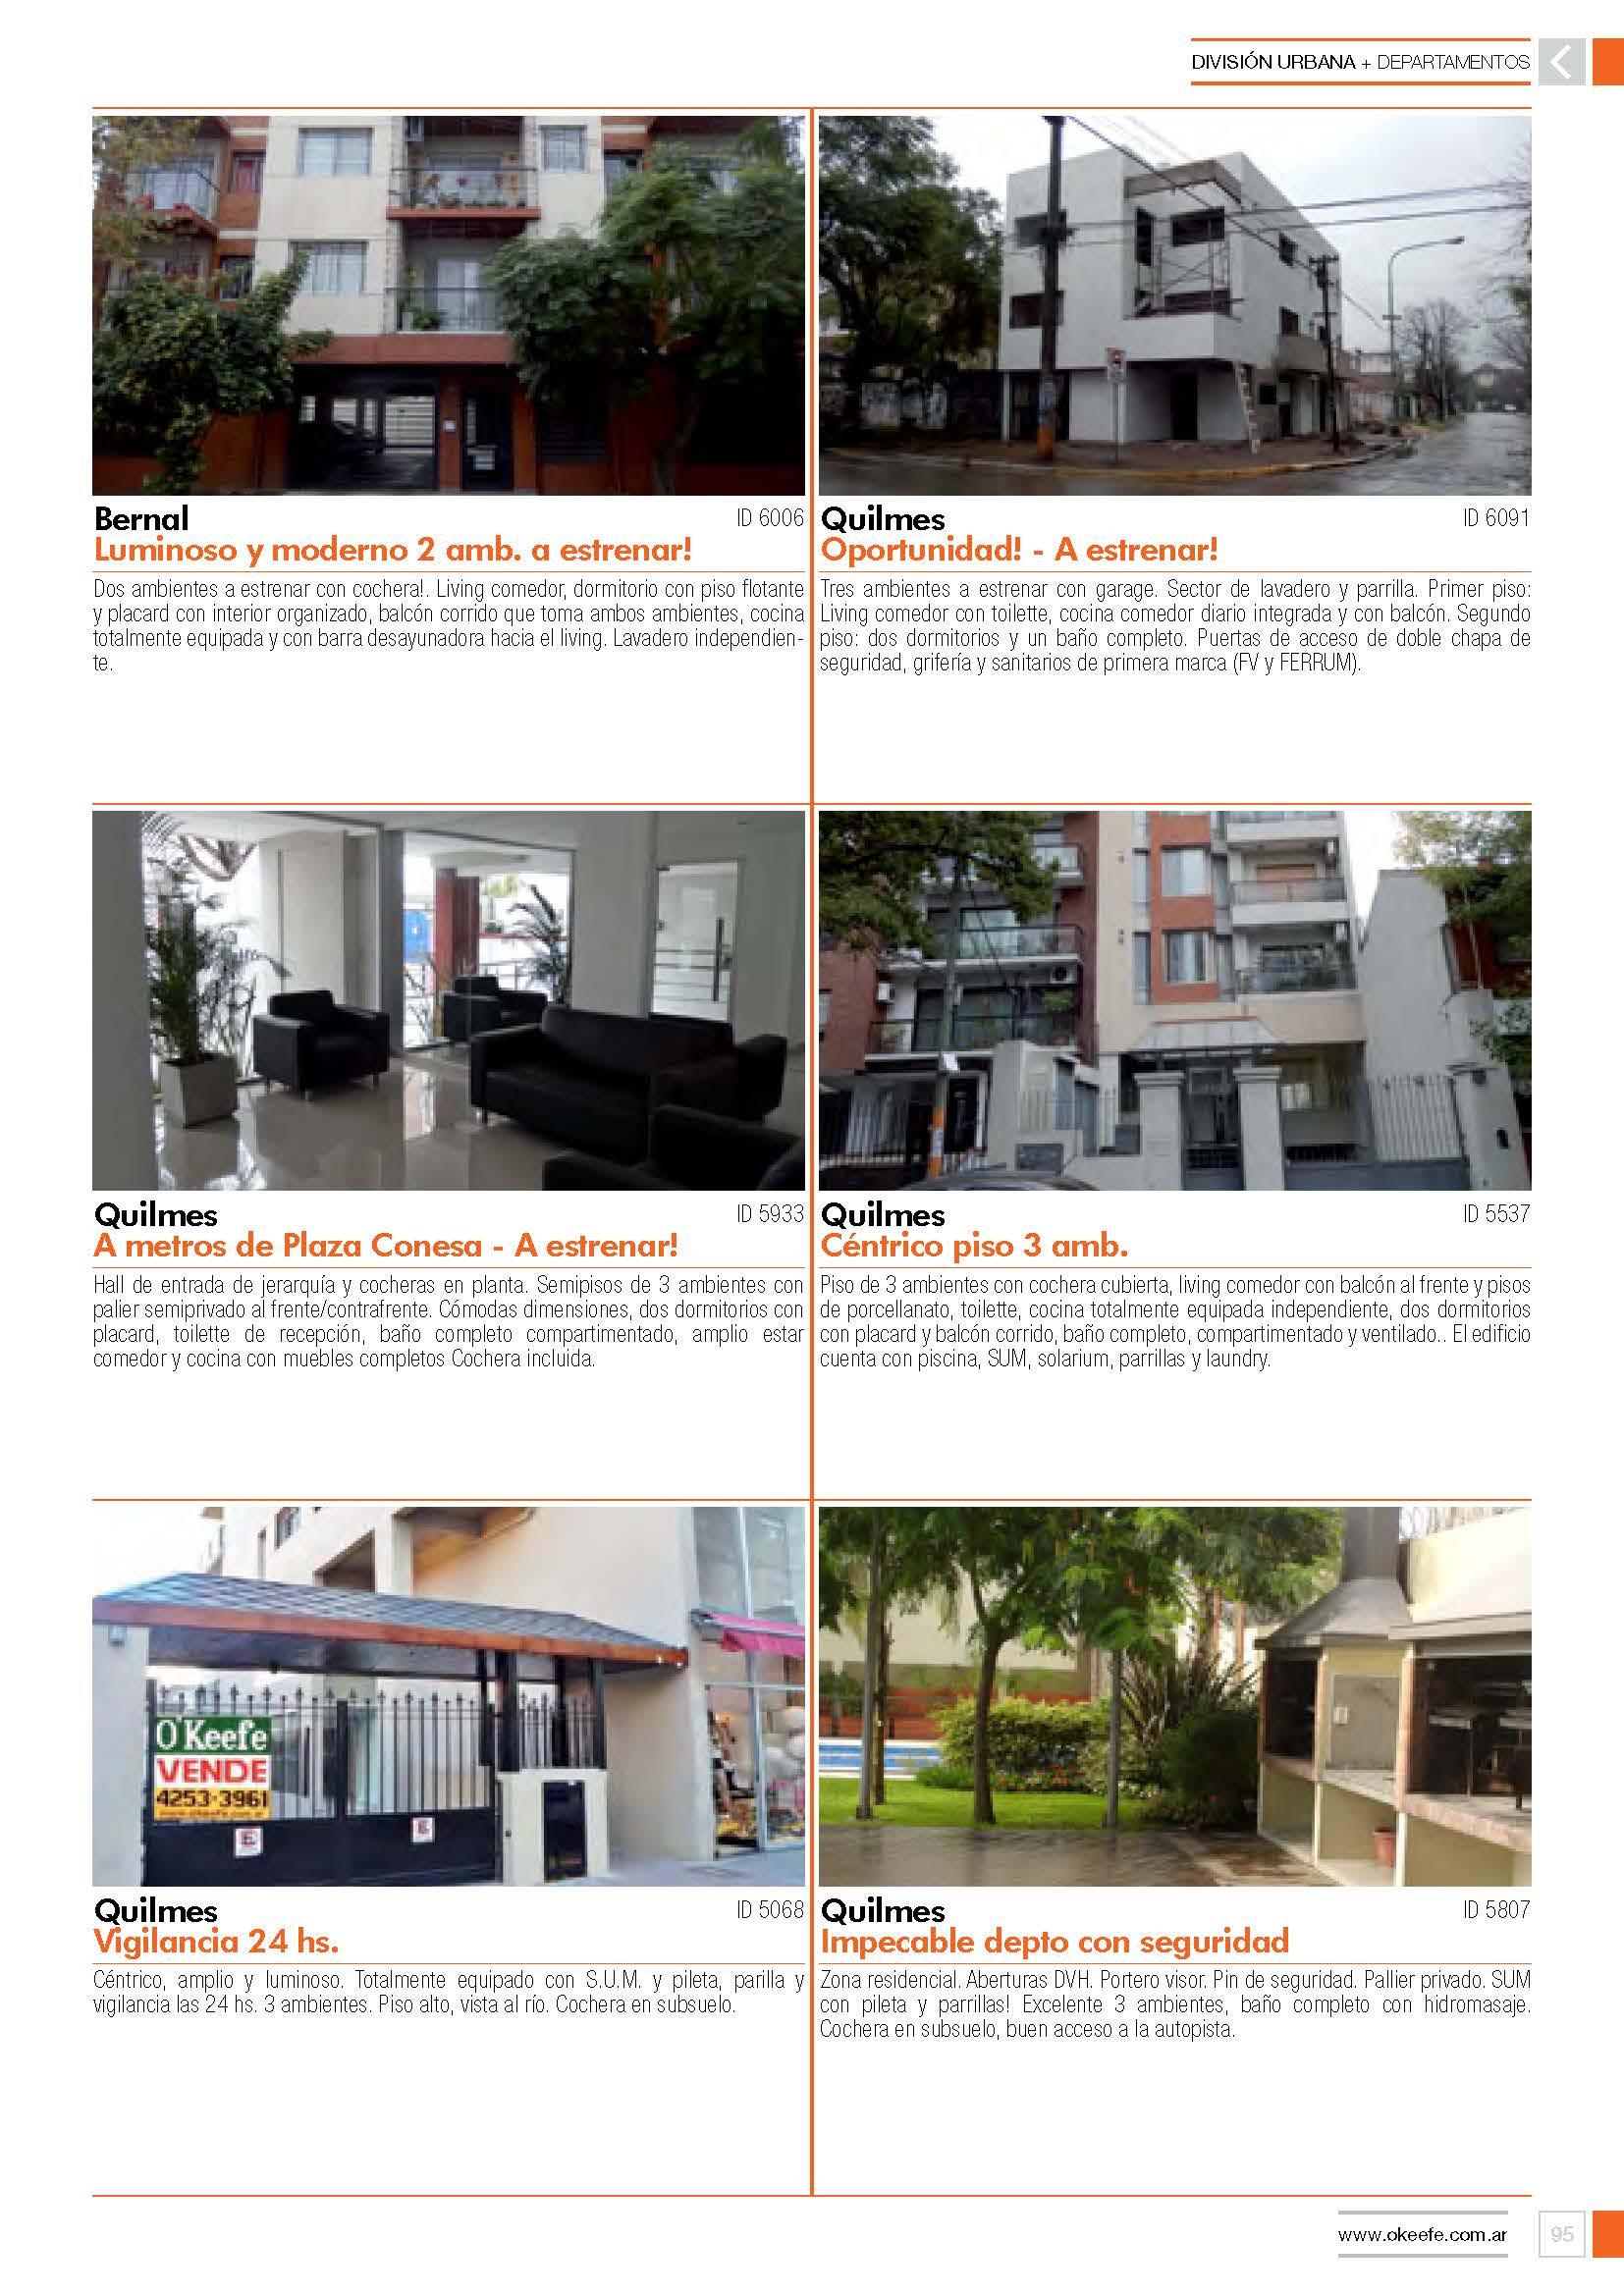 DIVISIÓN URBANA + DEPARTAMENTOS
Bernal
ID 6006
Luminoso y moderno 2 amb. a estrenar!
Dos ambientes a estrenar con cochera!. Living comedor, dormitorio con piso flotante
y placard con interior organizado, balcón corrido que toma ambos ambientes, cocina
totalmente equipada y con barra desayunadora hacia el living. Lavadero independien-
te.
Quilmes
ID 6091
Oportunidad! - A estrenar!
Tres ambientes a estrenar con garage. Sector de lavadero y parrilla. Primer piso:
Living comedor con toilette, cocina comedor diario integrada y con balcón. Segundo
piso: dos dormitorios y un baño completo. Puertas de acceso de doble chapa de
seguridad, grifería y sanitarios de primera marca (FV y FERRUM).
Quilmes
ID 5933
A metros de Plaza Conesa - A estrenar!
Hall de entrada de jerarquía y cocheras en planta. Semipisos de 3 ambientes con
palier semiprivado al frente/contrafrente. Cómodas dimensiones, dos dormitorios con
placard, toilette de recepción, baño completo compartimentado, amplio estar
comedor y cocina con muebles completos Cochera incluida.
Quilmes
ID 5537
Céntrico piso 3 amb.
Piso de 3 ambientes con cochera cubierta, living comedor con balcón al frente y pisos
de porcellanato, toilette, cocina totalmente equipada independiente, dos dormitorios
con placard y balcón corrido, baño completo, compartimentado y ventilado.. El edificio
cuenta con piscina, SUM, solarium, parrillas y laundry.
O'Keefe
VENDE
4253-3961
www.okeefe.com.ar
E
E
Quilmes
ID 5068
Vigilancia 24 hs.
Céntrico, amplio y luminoso. Totalmente equipado con S.U.M. y pileta, parilla y
vigilancia las 24 hs. 3 ambientes. Piso alto, vista al río. Cochera en subsuelo.
Quilmes
ID 5807
Impecable depto con seguridad
Zona residencial. Aberturas DVH. Portero visor. Pin de seguridad. Pallier privado. SUM
con pileta y parrillas! Excelente 3 ambientes, baño completo con hidromasaje.
Cochera en subsuelo, buen acceso a la autopista.
www.okeefe.com.ar
95